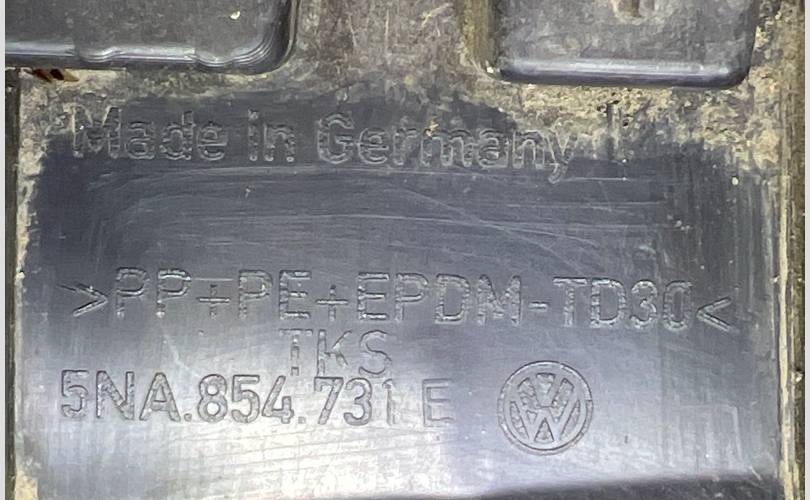 Made in Germany
>PP+PE+EPDM-TD30<
TKS
5NA.854.731 E